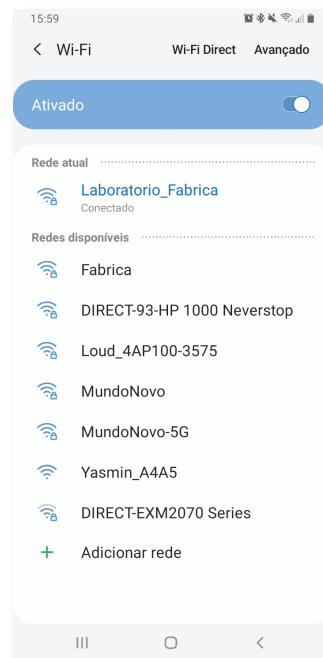 15:59
Wi-Fi Wi-Fi Direct Avançado
Ativado
Rede atual
Laboratorio_Fabrica
Conectado
Redes disponíveis
Fabrica
DIRECT-93-HP 1000 Neverstop
Loud_4AP100-3575
MundoNovo
MundoNovo-5G
Yasmin_A4A5
DIRECT-EXM2070 Series
Adicionar rede